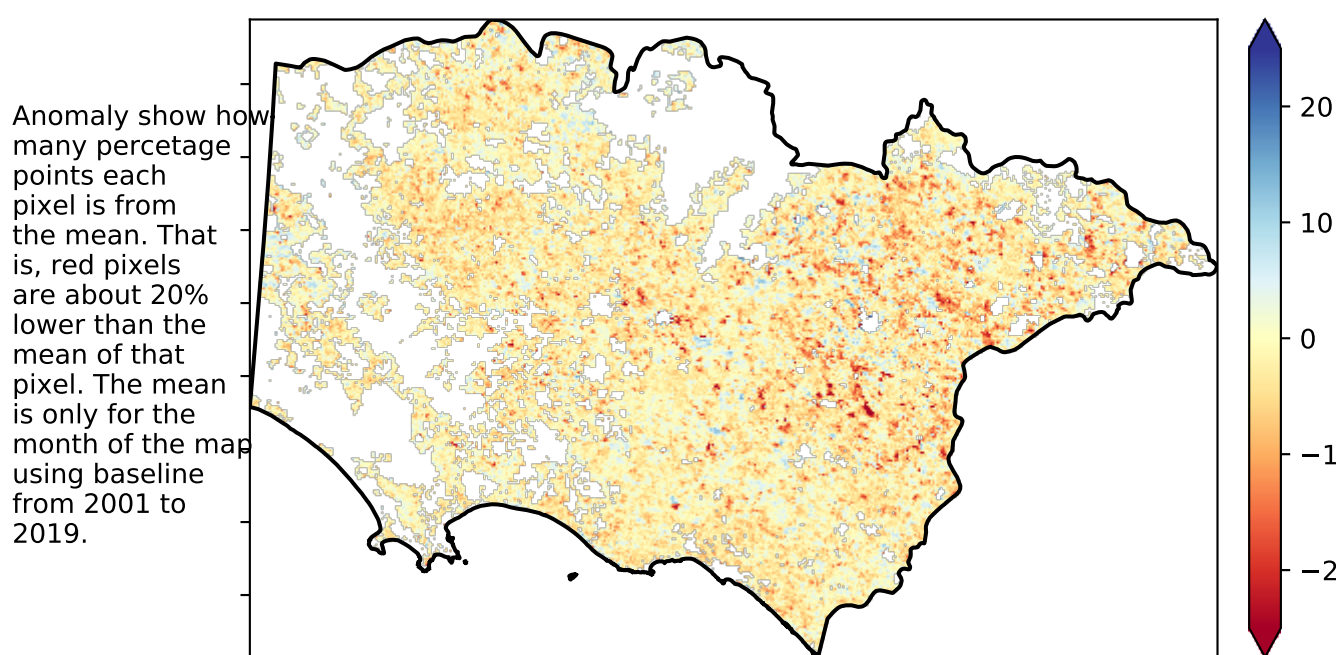 Anomaly show how
many percetage
points each
pixel is from
the mean. That
is, red pixels
are about 20%
lower than the
mean of that
pixel. The mean
is only for the
month of the map
using baseline
from 2001 to
2019.
20
10
0
−1
−2